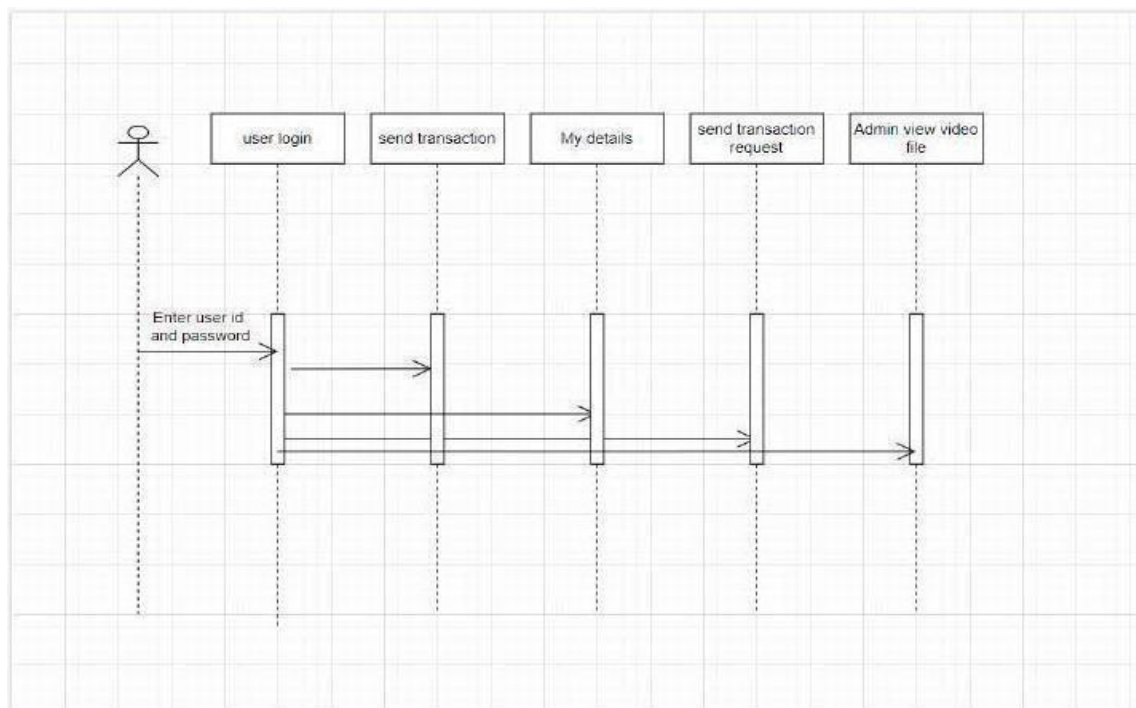 user login
send transaction
My details
send transaction
request
Admin view video
file
Enter user id
and password